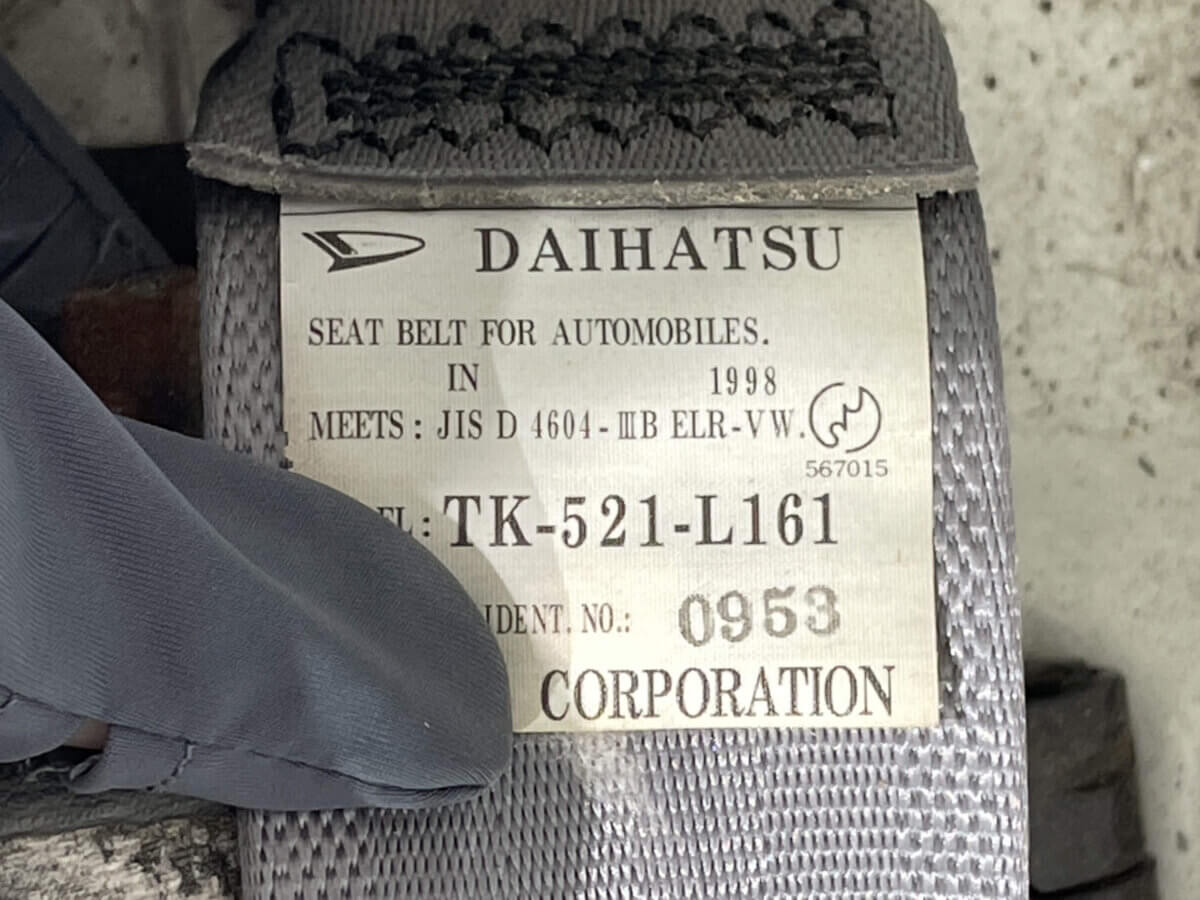 DAIHATSU
SEAT BELT FOR AUTOMOBILES.
IN 1998
MEETS: JIS D 4604-ⅢB ELR-VW.
567015
TK-521-L161
IDENT. NO.: 0953
CORPORATION